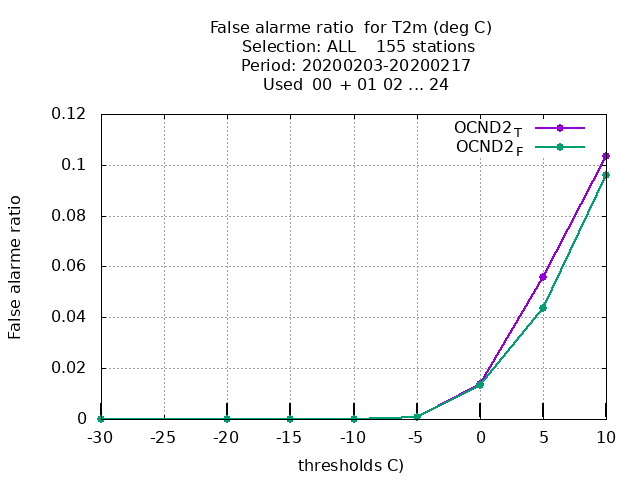 False alarme ratio  for T2m (deg C)
Selection: ALL    155 stations
Period: 20200203-20200217
Used  00 + 01 02 ... 24
OCND2_T
OCND2_F
0.12
0.1
0.08
0.06
0.04
0.02
0
False alarme ratio
-30 -25 -20 -15 -10 -5 0 5 10
thresholds C)